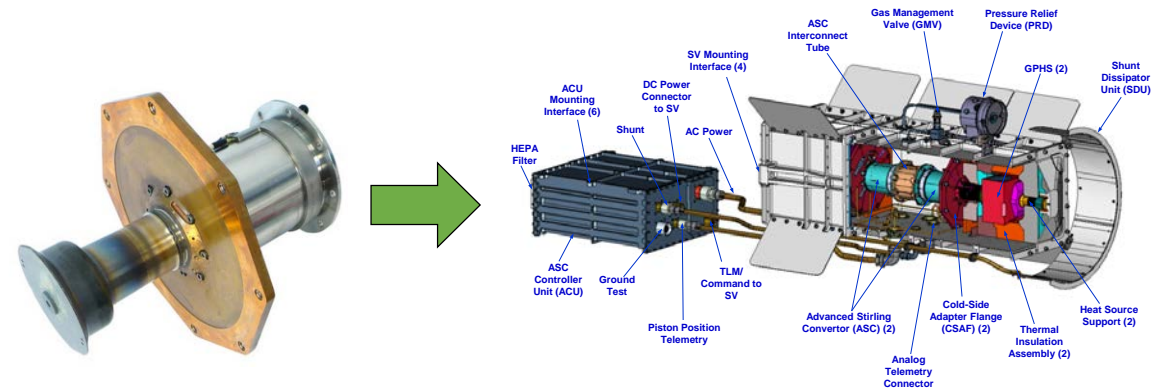 Gas Management
Valve (GMV)
Pressure Relief
Device (PRD)
ASC
Interconnect
Tube
GPHS (2)
Shunt
Dissipator
Unit (SDU)
SV Mounting
Interface (4)
DC Power
Connector
to SV
ACU
Mounting
Interface (6)
Shunt
AC Power
HEPA
Filter
ASC
Controller
Unit (ACU)
Ground
Test
TLM/
Command to
SV
Piston Position
Telemetry
Advanced Stirling
Convertor (ASC) (2)
Analog
Telemetry
Connector
Cold-Side
Adapter Flange
(CSAF) (2)
Thermal
Insulation
Assembly (2)
Heat Source
Support (2)